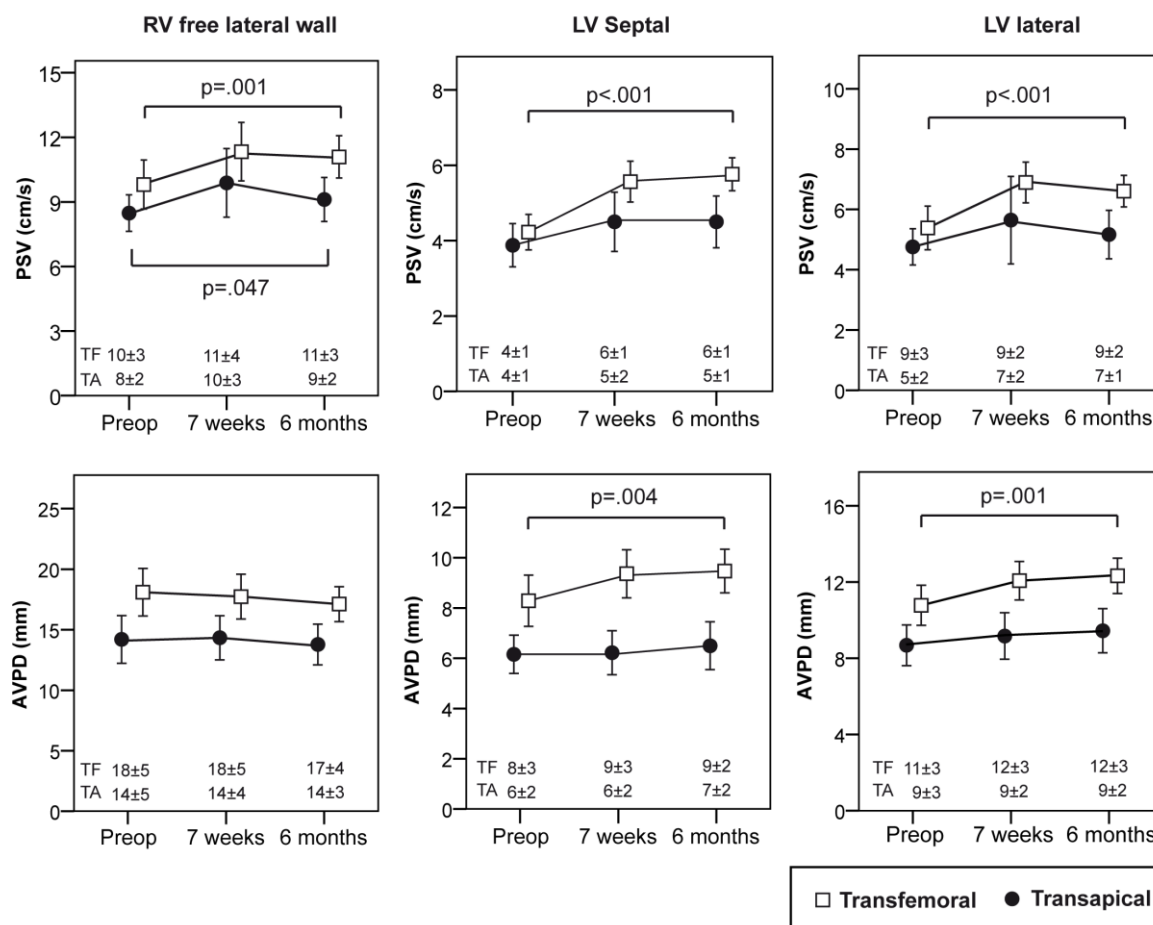 RV free lateral wall
PSV (cm/s)
15
12
9
6
3
0
p=.001
p=.047
TF 10±3 11±4 11±3
TA 8±2 10±3 9±2
Preop 7 weeks 6 months
LV Septal
PSV (cm/s)
8
6
4
2
0
p<.001
TF 4±1 6±1 6±1
TA 4±1 5±2 5±1
Preop 7 weeks 6 months
LV lateral
PSV (cm/s)
10
8
6
4
2
0
p<.001
TF 9±3 9±2 9±2
TA 5±2 7±2 7±1
Preop 7 weeks 6 months
AVPD (mm)
25
20
15
10
5
0
TF 18±5 18±5 17±4
TA 14±5 14±4 14±3
Preop 7 weeks 6 months
AVPD (mm)
12
10
8
6
4
2
0
p=.004
TF 8±3 9±3 9±2
TA 6±2 6±2 7±2
Preop 7 weeks 6 months
AVPD (mm)
16
12
8
4
0
p=.001
TF 11±3 12±3 12±3
TA 9±3 9±2 9±2
Preop 7 weeks 6 months
Transfemoral Transapical